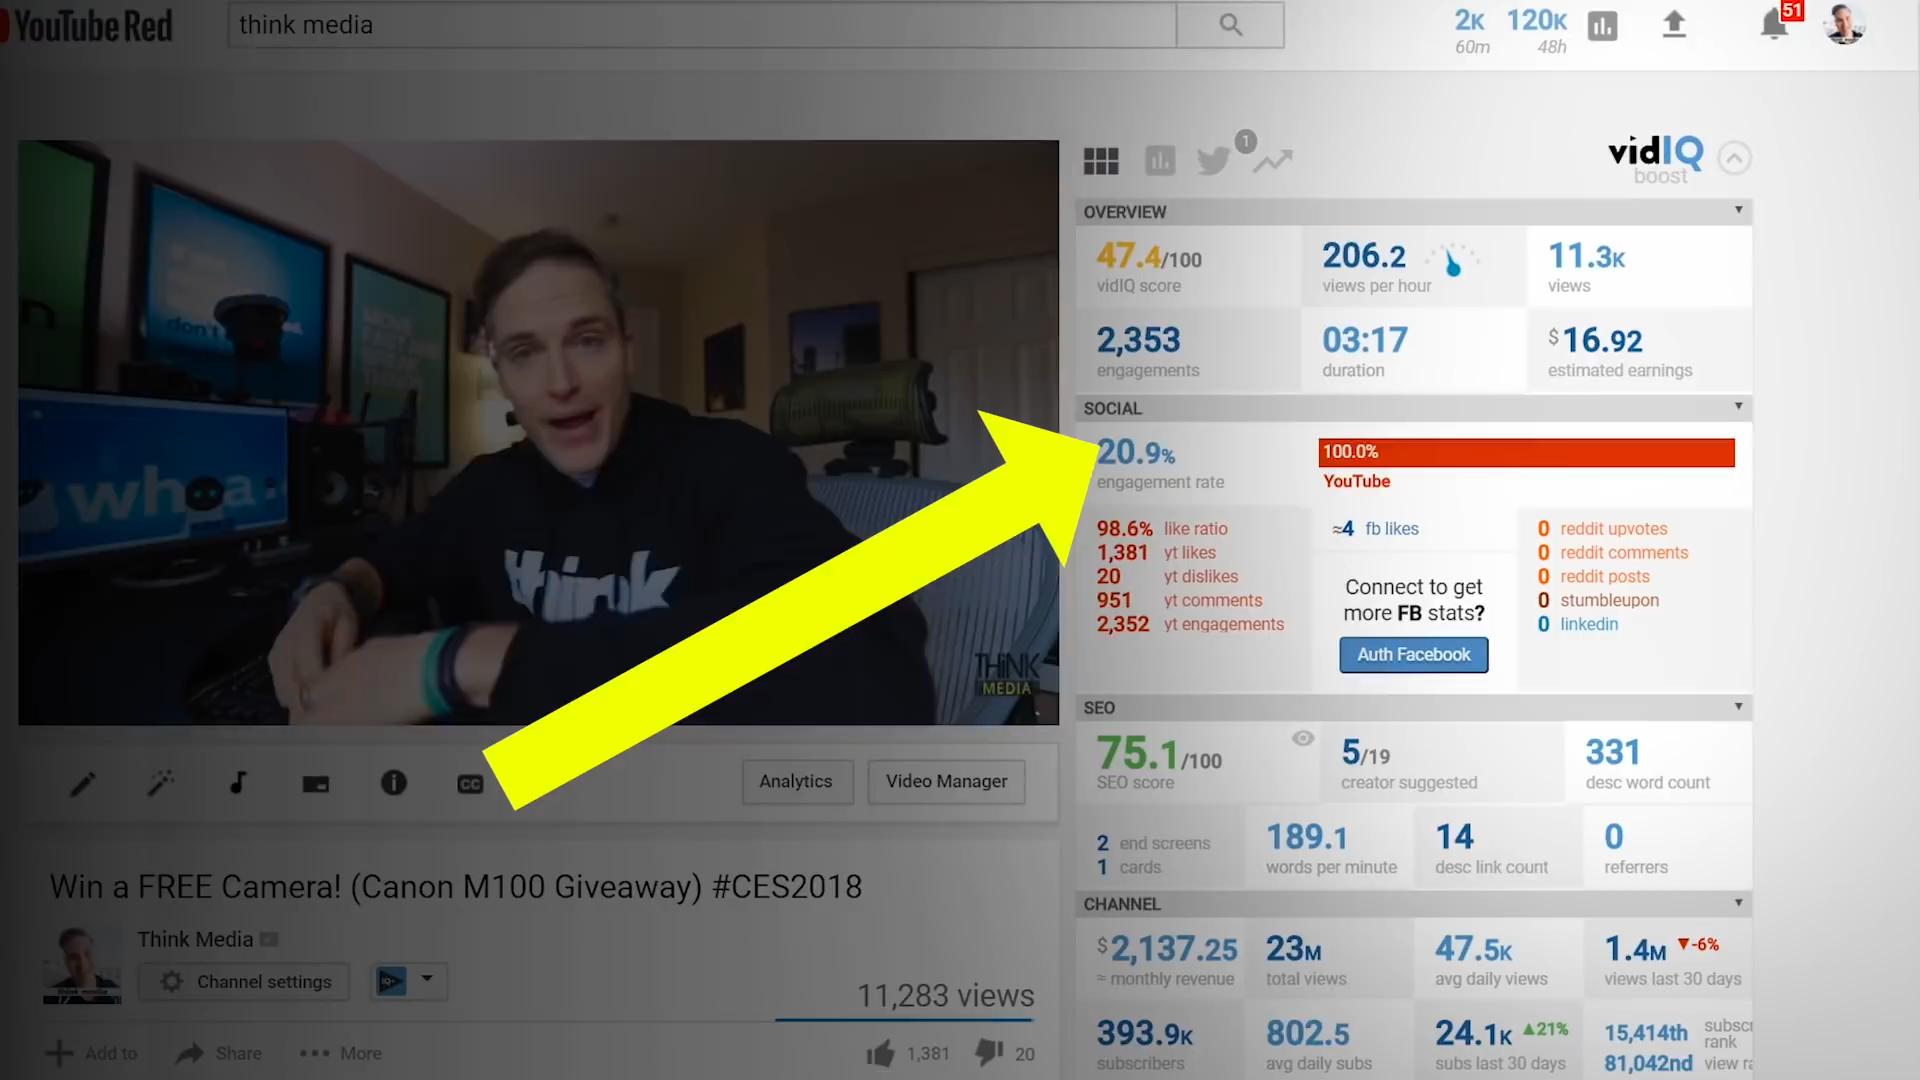 YouTube Red
think media
2K
60m
120K
48h
51
don't
whoa.
think
THiNK
MEDIA
1
vidIQ
boost
OVERVIEW
47.4/100
vidIQ score
206.2
views per hour
11.3K
views
2,353
engagements
03:17
duration
$16.92
estimated earnings
SOCIAL
20.9%
engagement rate
100.0%
YouTube
98.6% like ratio
1,381 yt likes
20 yt dislikes
951 yt comments
2,352 yt engagements
≈4 fb likes
Connect to get
more FB stats?
Auth Facebook
0 reddit upvotes
0 reddit comments
0 reddit posts
0 stumbleupon
0 linkedin
SEO
75.1/100
SEO score
5/19
creator suggested
331
desc word count
2 end screens
1 cards
189.1
words per minute
14
desc link count
0
referrers
CHANNEL
$2,137.25
≈ monthly revenue
23M
total views
47.5K
avg daily views
1.4M ▼-6%
views last 30 days
393.9K
subscribers
802.5
avg daily subs
24.1K ▲21%
subs last 30 days
15,414th
rank
81,042nd
CC
Analytics
Video Manager
Win a FREE Camera! (Canon M100 Giveaway) #CES2018
Think Media
Channel settings
11,283 views
Add to
Share
More
1,381
20